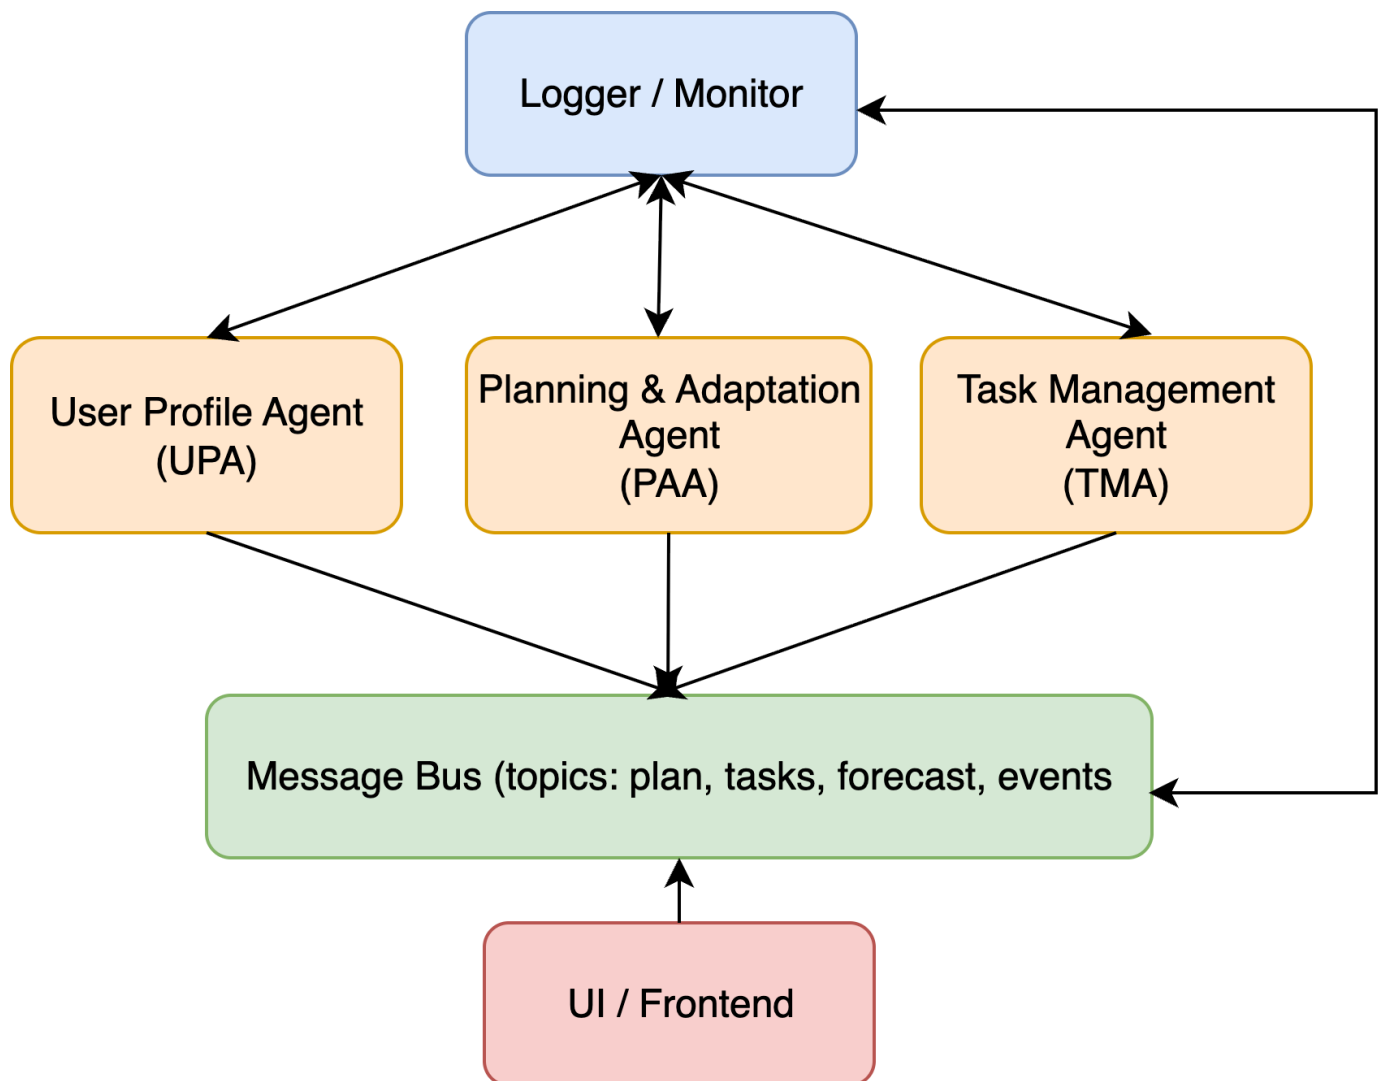 Logger / Monitor
User Profile Agent
(UPA)
Planning & Adaptation
Agent
(PAA)
Task Management
Agent
(TMA)
Message Bus (topics: plan, tasks, forecast, events
UI / Frontend